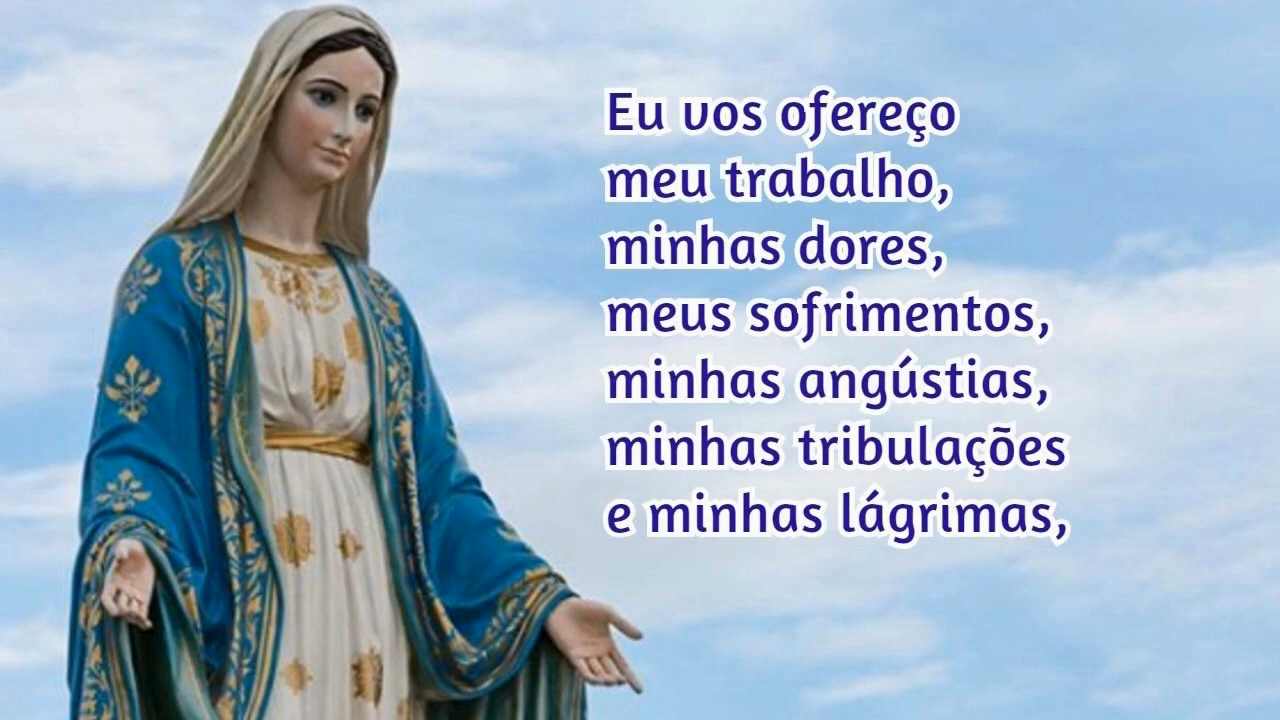 Eu vos ofereço
meu trabalho,
minhas dores,
meus sofrimentos,
minhas angústias,
minhas tribulações
e minhas lágrimas,